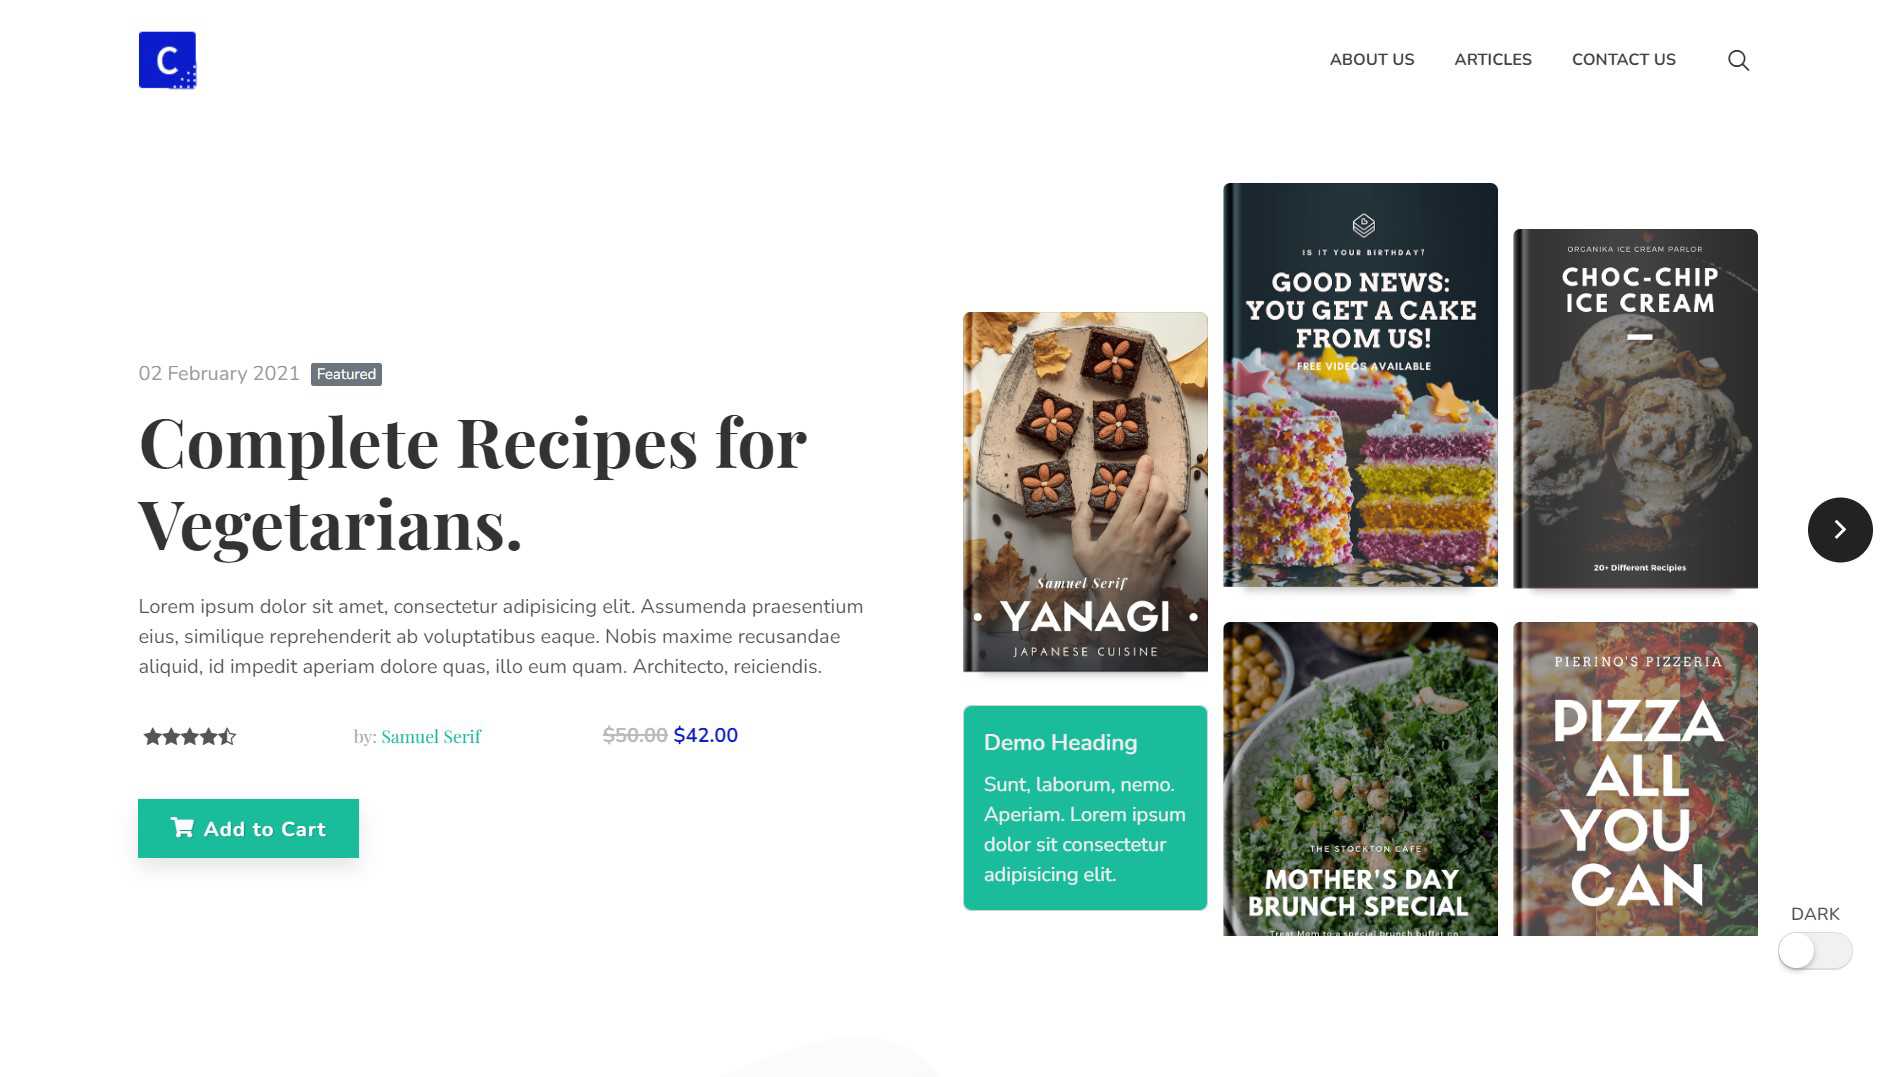 C
ABOUT US
ARTICLES
CONTACT US
02 February 2021 Featured
Complete Recipes for
Vegetarians.
Lorem ipsum dolor sit amet, consectetur adipisicing elit. Assumenda praesentium
eius, similique reprehenderit ab voluptatibus eaque. Nobis maxime recusandae
aliquid, id impedit aperiam dolore quas, illo eum quam. Architecto, reiciendis.
by: Samuel Serif
$50.00 $42.00
Add to Cart
Samuel Serif
• YANAGI •
JAPANESE CUISINE
Demo Heading
Sunt, laborum, nemo.
Aperiam. Lorem ipsum
dolor sit consectetur
adipisicing elit.
IS IT YOUR BIRTHDAY?
GOOD NEWS:
YOU GET A CAKE
FROM US!
FREE VIDEOS AVAILABLE
THE STOCKTON CAFE
MOTHER'S DAY
BRUNCH SPECIAL
Treat Mom to a special brunch buffet on
ORGANIKA ICE CREAM PARLOR
CHOC-CHIP
ICE CREAM
20+ Different Recipies
PIERINO'S PIZZERIA
PIZZA
ALL
YOU
CAN
DARK